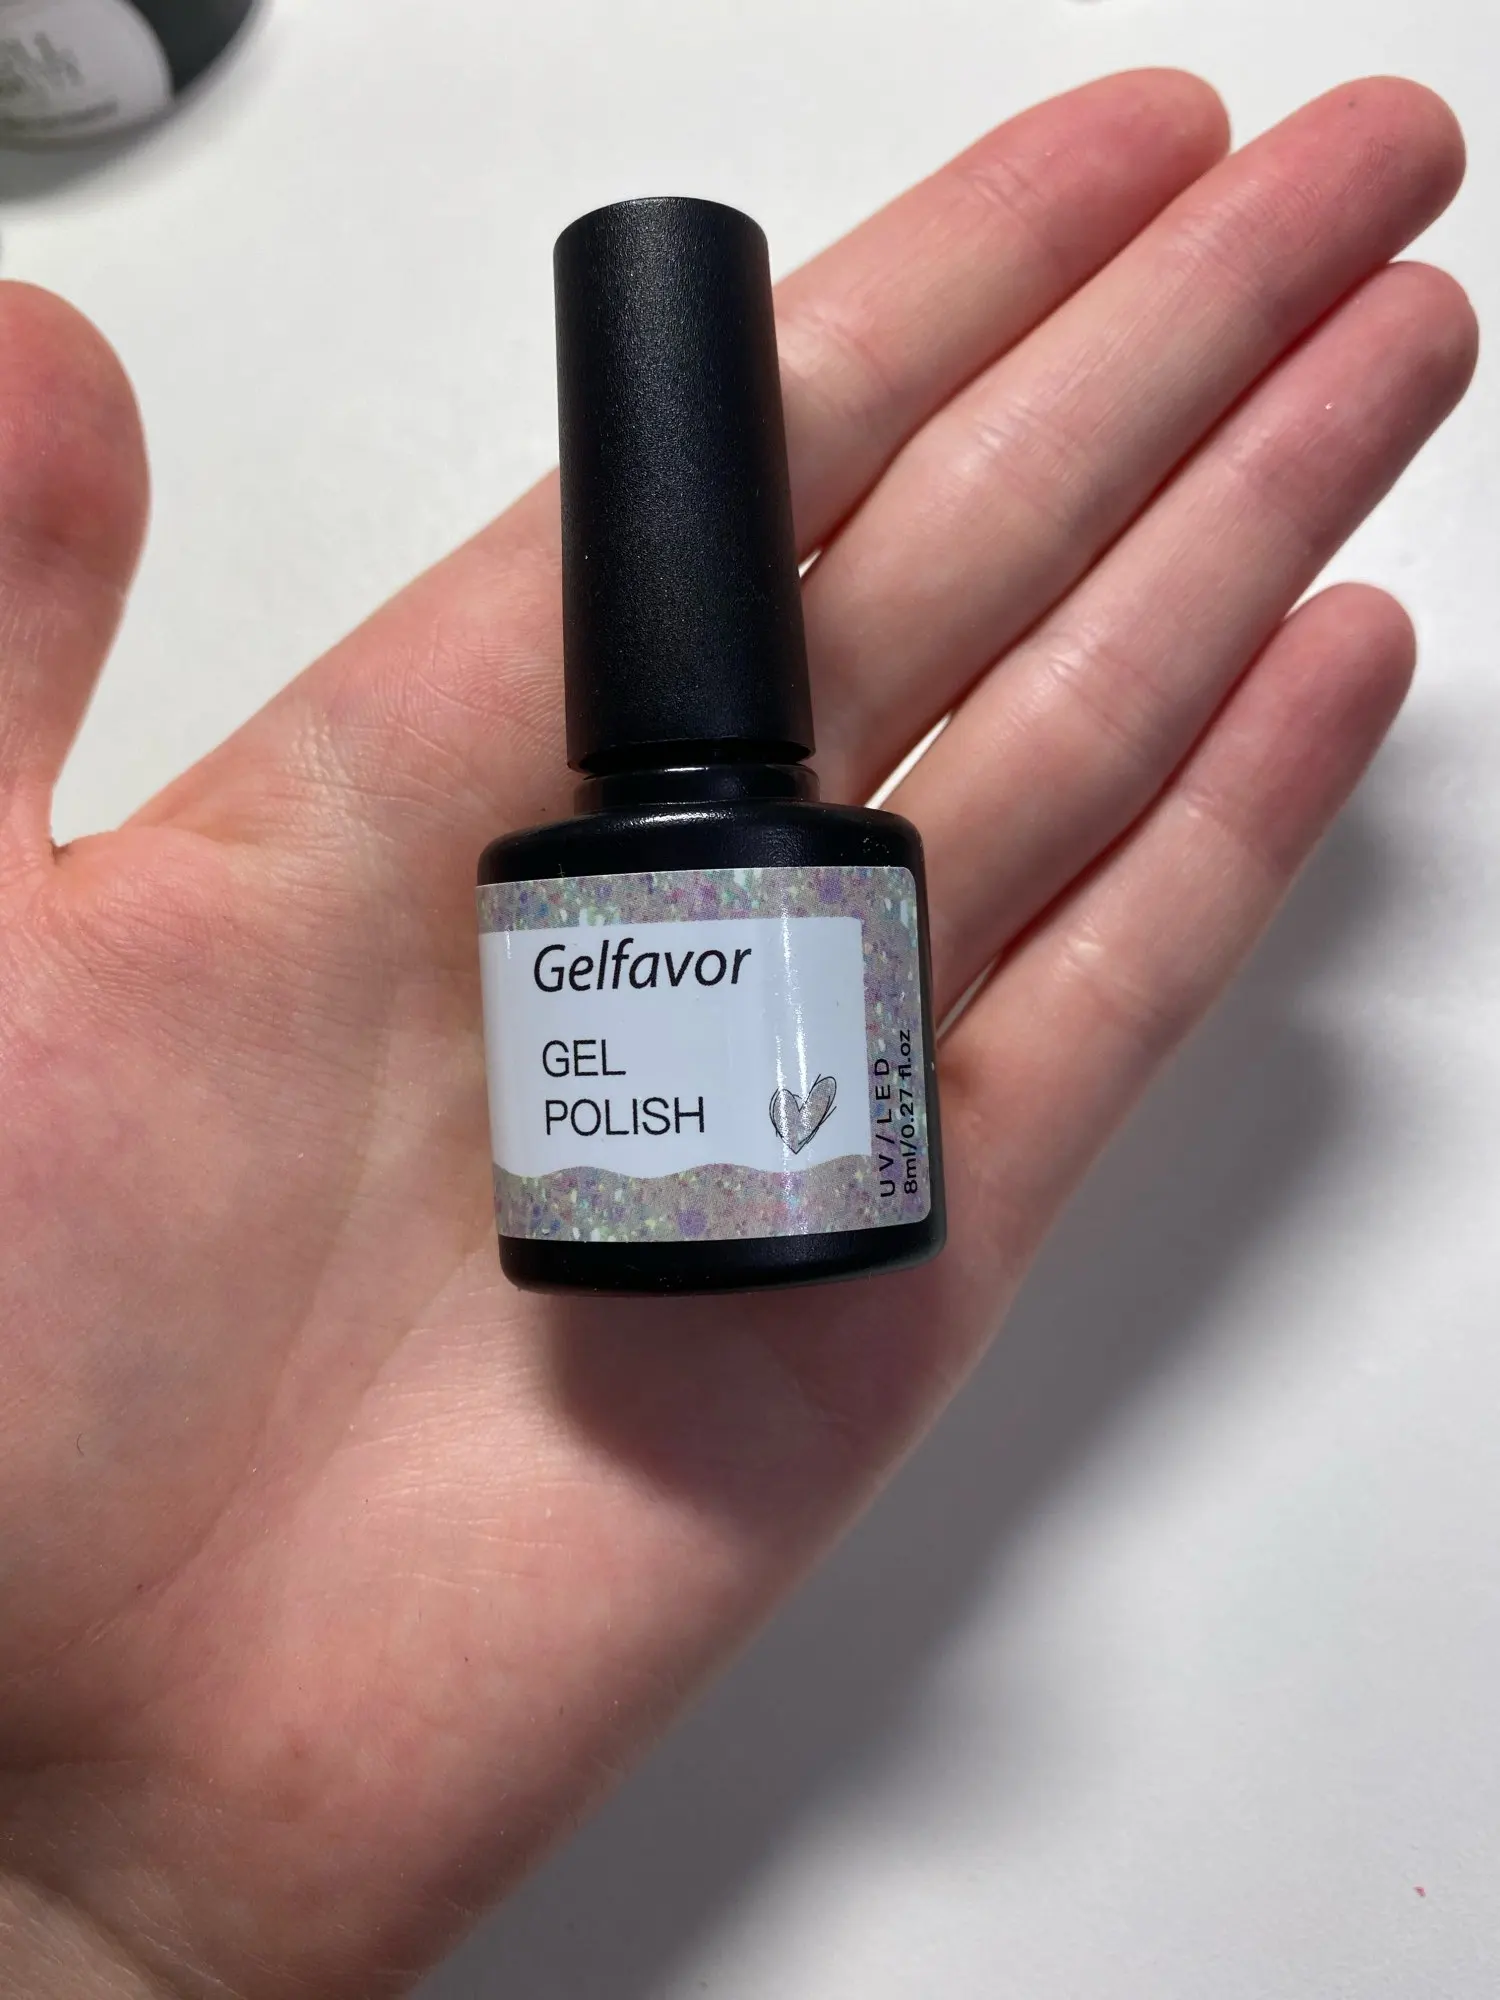 Gelfavor
GEL
POLISH
UV/LED
8ml/0.27 fl.oz